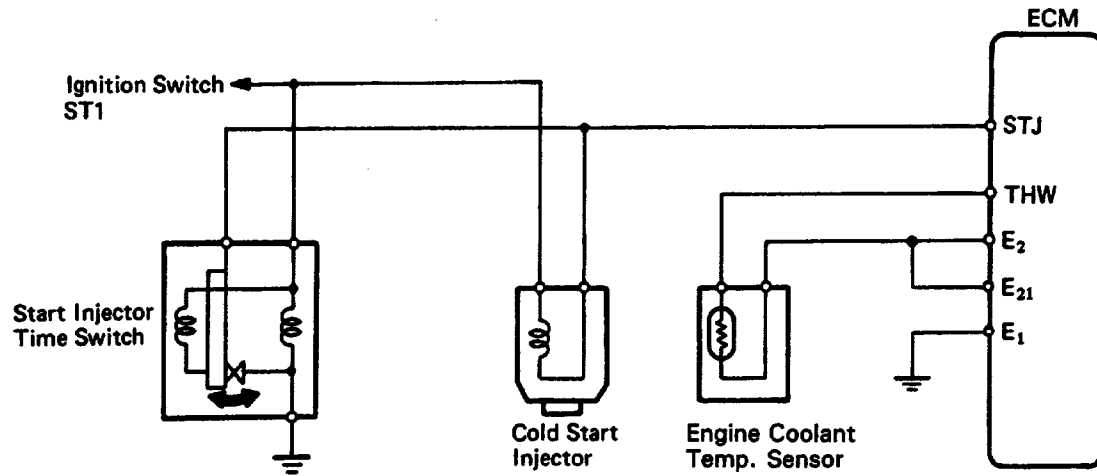 ECM
Ignition Switch
ST1
STJ
THW
E2
E21
E1
Start Injector
Time Switch
Cold Start
Injector
Engine Coolant
Temp. Sensor